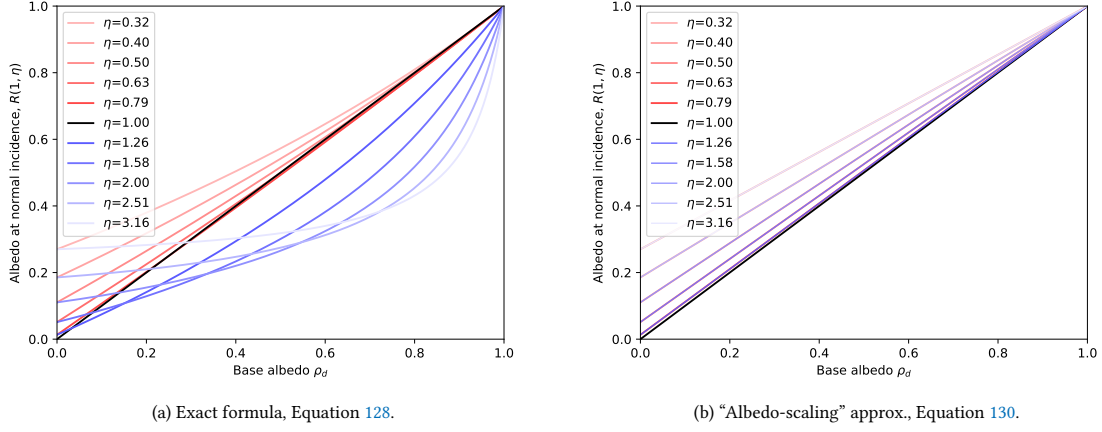 1.0
0.8
0.6
0.4
0.2
0.0
Albedo at normal incidence, R(1, η)
η=0.32
η=0.40
η=0.50
η=0.63
η=0.79
η=1.00
η=1.26
η=1.58
η=2.00
η=2.51
η=3.16
0.0 0.2 0.4 0.6 0.8 1.0
Base albedo ρd
(a) Exact formula, Equation 128.
1.0
0.8
0.6
0.4
0.2
0.0
Albedo at normal incidence, R(1, η)
η=0.32
η=0.40
η=0.50
η=0.63
η=0.79
η=1.00
η=1.26
η=1.58
η=2.00
η=2.51
η=3.16
0.0 0.2 0.4 0.6 0.8 1.0
Base albedo ρd
(b) “Albedo-scaling” approx., Equation 130.